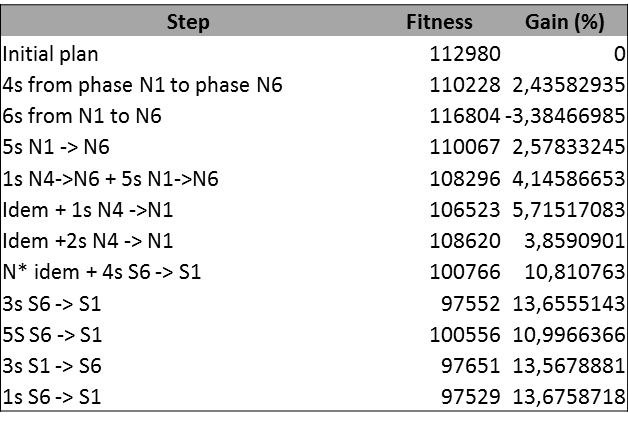 Step Fitness Gain (%)
Initial plan 112980 0
4s from phase N1 to phase N6 110228 2,43582935
6s from N1 to N6 116804 -3,38466985
5s N1 -> N6 110067 2,57833245
1s N4->N6 + 5s N1->N6 108296 4,14586653
Idem + 1s N4 ->N1 106523 5,71517083
Idem +2s N4 -> N1 108620 3,8590901
N* idem + 4s S6 -> S1 100766 10,810763
3s S6 -> S1 97552 13,6555143
5S S6 -> S1 100556 10,9966366
3s S1 -> S6 97651 13,5678881
1s S6 -> S1 97529 13,6758718